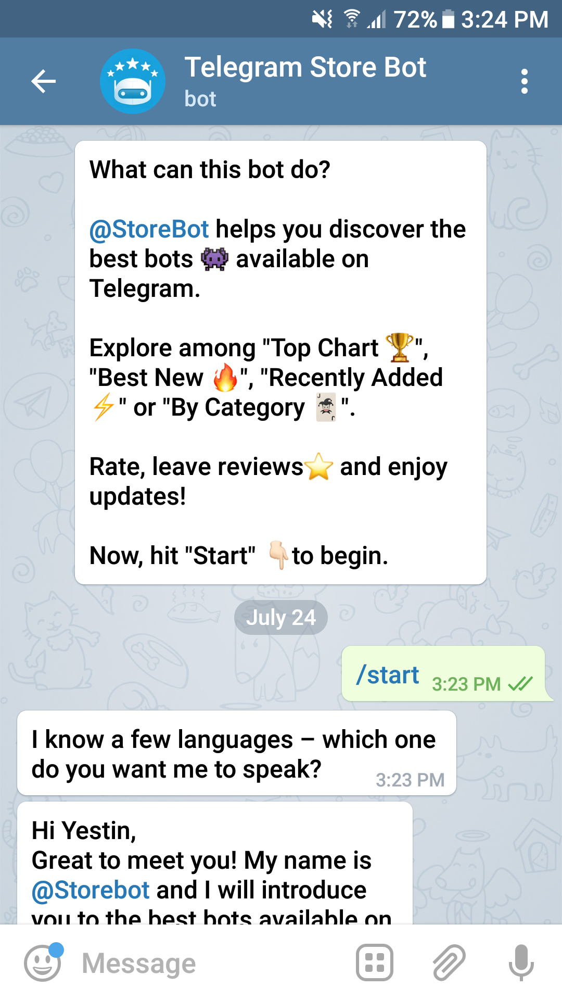 72% 3:24 PM
Telegram Store Bot
bot
What can this bot do?
@StoreBot helps you discover the
best bots 👾 available on
Telegram.
Explore among "Top Chart 🏆",
"Best New 🔥", "Recently Added
⚡" or "By Category 🃏".
Rate, leave reviews⭐ and enjoy
updates!
Now, hit "Start" 👇🏻to begin.
July 24
/start 3:23 PM
I know a few languages – which one
do you want me to speak? 3:23 PM
Hi Yestin,
Great to meet you! My name is
@Storebot and I will introduce
you to the best bots available on
Message